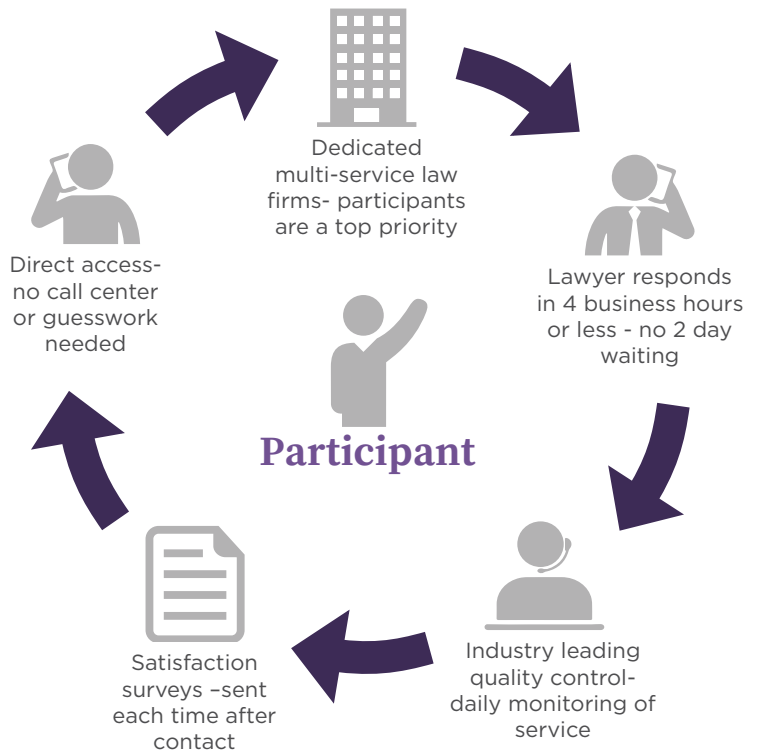 Dedicated
multi-service law
firms- participants
are a top priority
Direct access-
no call center
or guesswork
needed
Lawyer responds
in 4 business hours
or less - no 2 day
waiting
Participant
Satisfaction
surveys –sent
each time after
contact
Industry leading
quality control-
daily monitoring of
service